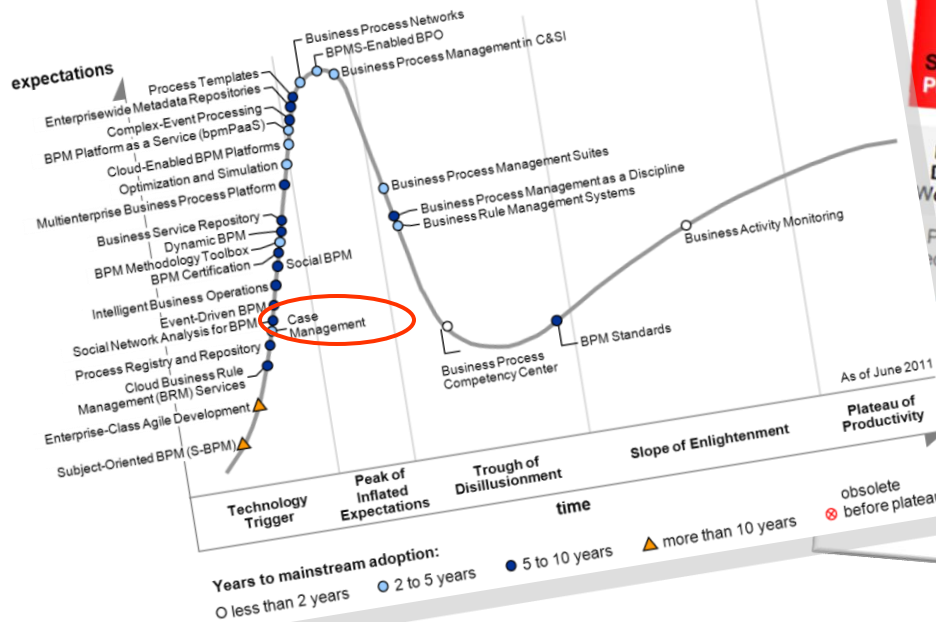 expectations
Business Process Networks
BPMS-Enabled BPO
Business Process Management in C&SI
Process Templates
Enterprisewide Metadata Repositories
Complex-Event Processing
BPM Platform as a Service (bpmPaaS)
Cloud-Enabled BPM Platforms
Optimization and Simulation
Multienterprise Business Process Platform
Business Service Repository
Dynamic BPM
BPM Methodology Toolbox
BPM Certification
Social BPM
Intelligent Business Operations
Event-Driven BPM
Social Network Analysis for BPM
Case
Management
Process Registry and Repository
Cloud Business Rule
Management (BRM) Services
Enterprise-Class Agile Development
Subject-Oriented BPM (S-BPM)
Business Process Management Suites
Business Process Management as a Discipline
Business Rule Management Systems
Business Process
Competency Center
BPM Standards
Business Activity Monitoring
As of June 2011
Technology
Trigger
Peak of
Inflated
Expectations
Trough of
Disillusionment
Slope of Enlightenment
Plateau of
Productivity
time
Years to mainstream adoption:
less than 2 years
2 to 5 years
5 to 10 years
more than 10 years
obsolete
before plateau